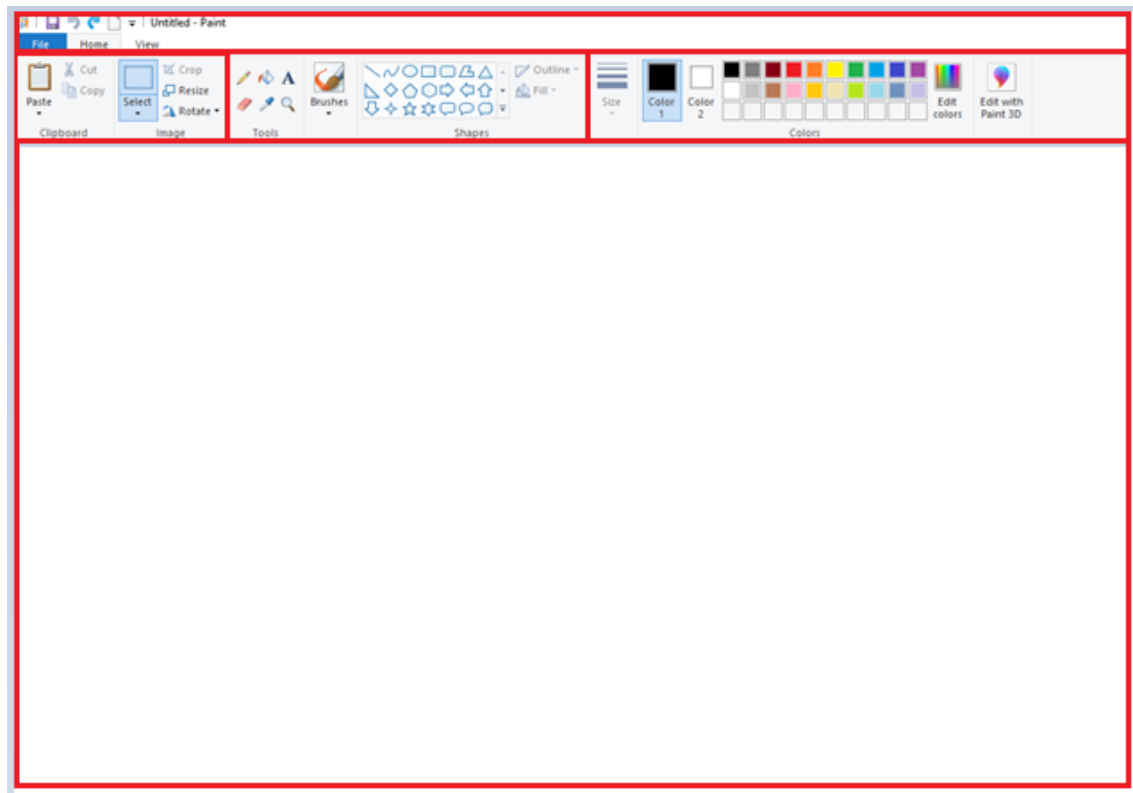 Untitled - Paint
File Home View
Paste
Cut
Copy
Clipboard
Select
Crop
Resize
Rotate
Image
A
Tools
Brushes
Outline
Fill
Shapes
Size
Color 1
Color 2
Edit colors
Colors
Edit with Paint 3D